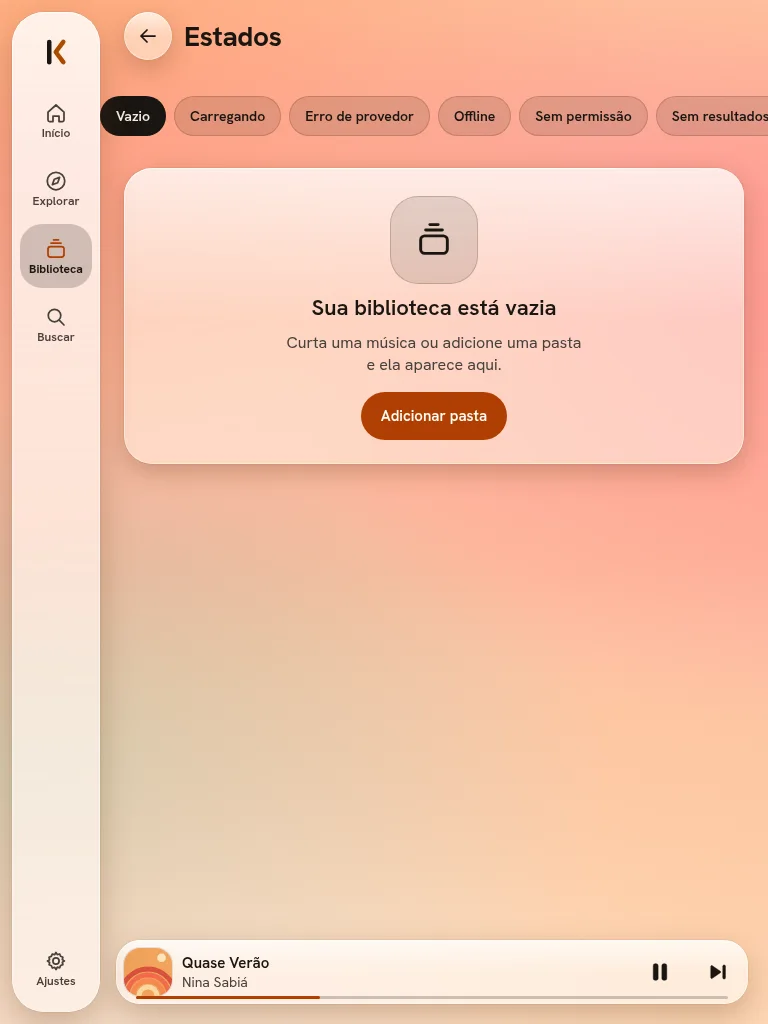 Estados
Início
Explorar
Biblioteca
Buscar
Ajustes
Vazio
Carregando
Erro de provedor
Offline
Sem permissão
Sem resultados
Sua biblioteca está vazia
Curta uma música ou adicione uma pasta
e ela aparece aqui.
Adicionar pasta
Quase Verão
Nina Sabiá